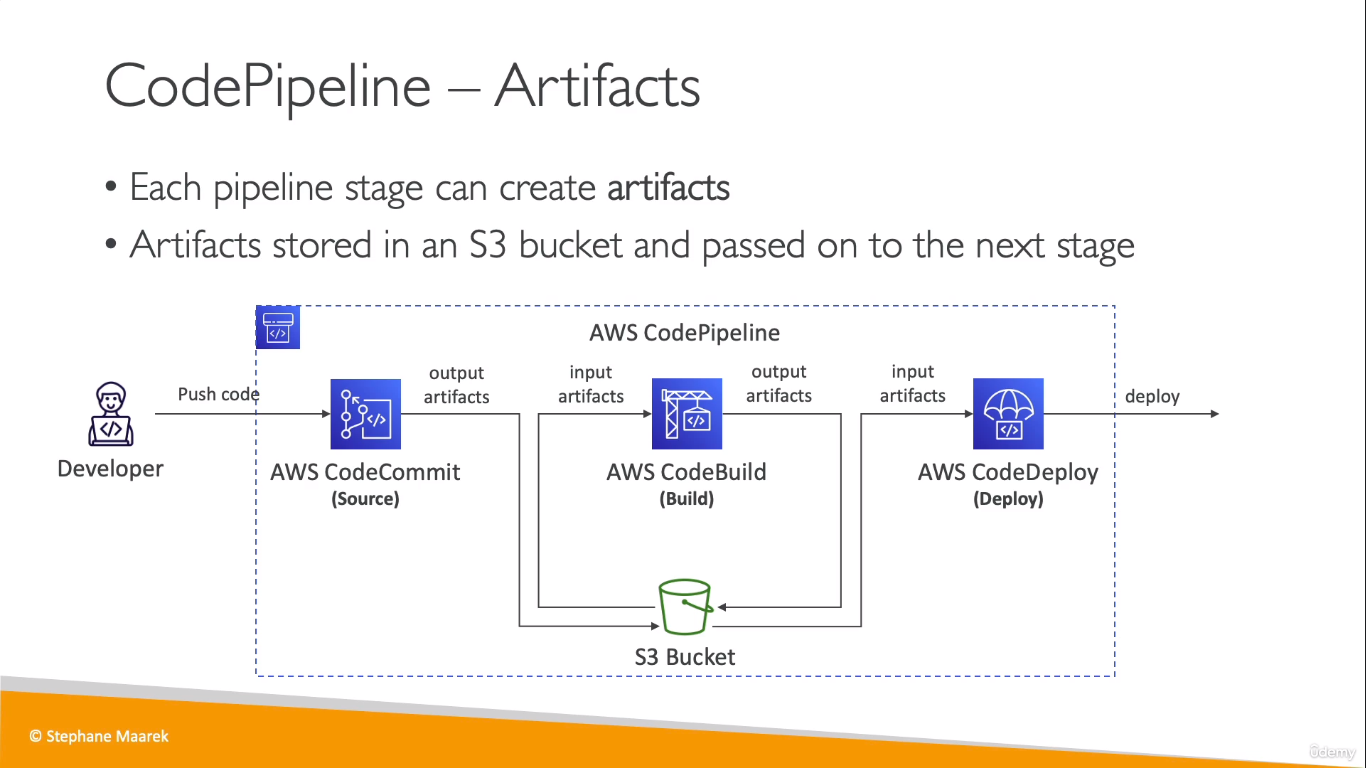 CodePipeline – Artifacts
• Each pipeline stage can create artifacts
• Artifacts stored in an S3 bucket and passed on to the next stage
AWS CodePipeline
Push code
output
artifacts
input
artifacts
output
artifacts
input
artifacts
deploy
Developer
AWS CodeCommit
(Source)
AWS CodeBuild
(Build)
AWS CodeDeploy
(Deploy)
S3 Bucket
© Stephane Maarek
ûdemy